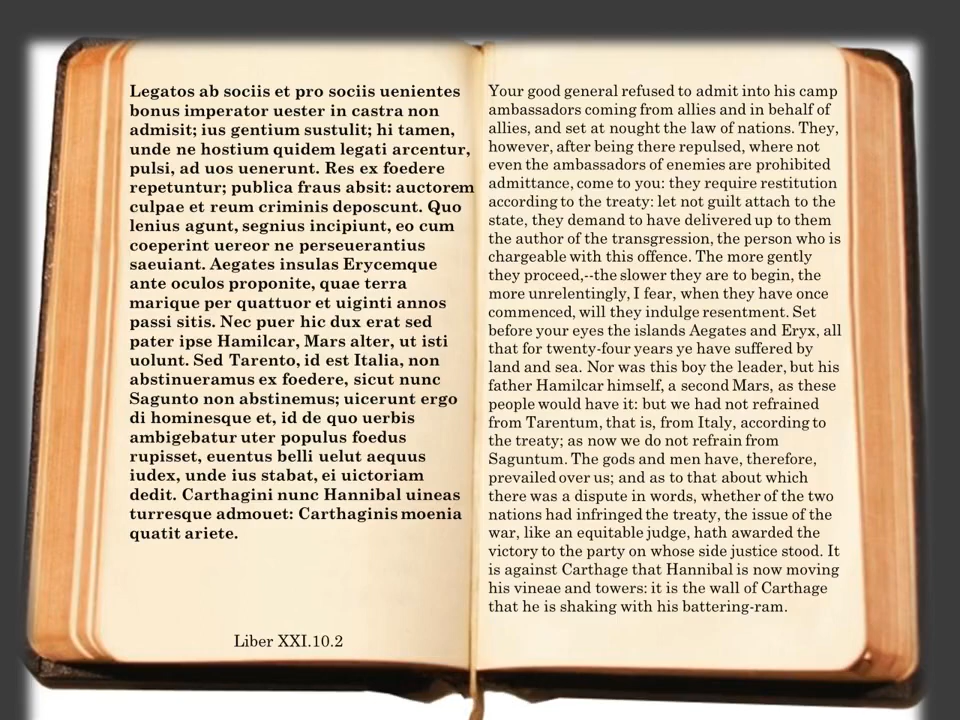 Legatos ab sociis et pro sociis uenientes
bonus imperator uester in castra non
admisit; ius gentium sustulit; hi tamen,
unde ne hostium quidem legati arcentur,
pulsi, ad uos uenerunt. Res ex foedere
repetuntur; publica fraus absit: auctorem
culpae et reum criminis deposcunt. Quo
lenius agunt, segnius incipiunt, eo cum
coeperint uereor ne perseuerantius
saeuiant. Aegates insulas Erycemque
ante oculos proponite, quae terra
marique per quattuor et uiginti annos
passi sitis. Nec puer hic dux erat sed
pater ipse Hamilcar, Mars alter, ut isti
uolunt. Sed Tarento, id est Italia, non
abstinueramus ex foedere, sicut nunc
Sagunto non abstinemus; uicerunt ergo
di hominesque et, id de quo uerbis
ambigebatur uter populus foedus
rupisset, euentus belli uelut aequus
iudex, unde ius stabat, ei uictoriam
dedit. Carthagini nunc Hannibal uineas
turresque admouet: Carthaginis moenia
quatit ariete.
Liber XXI.10.2
Your good general refused to admit into his camp
ambassadors coming from allies and in behalf of
allies, and set at nought the law of nations. They,
however, after being there repulsed, where not
even the ambassadors of enemies are prohibited
admittance, come to you: they require restitution
according to the treaty: let not guilt attach to the
state, they demand to have delivered up to them
the author of the transgression, the person who is
chargeable with this offence. The more gently
they proceed,--the slower they are to begin, the
more unrelentingly, I fear, when they have once
commenced, will they indulge resentment. Set
before your eyes the islands Aegates and Eryx, all
that for twenty-four years ye have suffered by
land and sea. Nor was this boy the leader, but his
father Hamilcar himself, a second Mars, as these
people would have it: but we had not refrained
from Tarentum, that is, from Italy, according to
the treaty; as now we do not refrain from
Saguntum. The gods and men have, therefore,
prevailed over us; and as to that about which
there was a dispute in words, whether of the two
nations had infringed the treaty, the issue of the
war, like an equitable judge, hath awarded the
victory to the party on whose side justice stood. It
is against Carthage that Hannibal is now moving
his vineae and towers: it is the wall of Carthage
that he is shaking with his battering-ram.